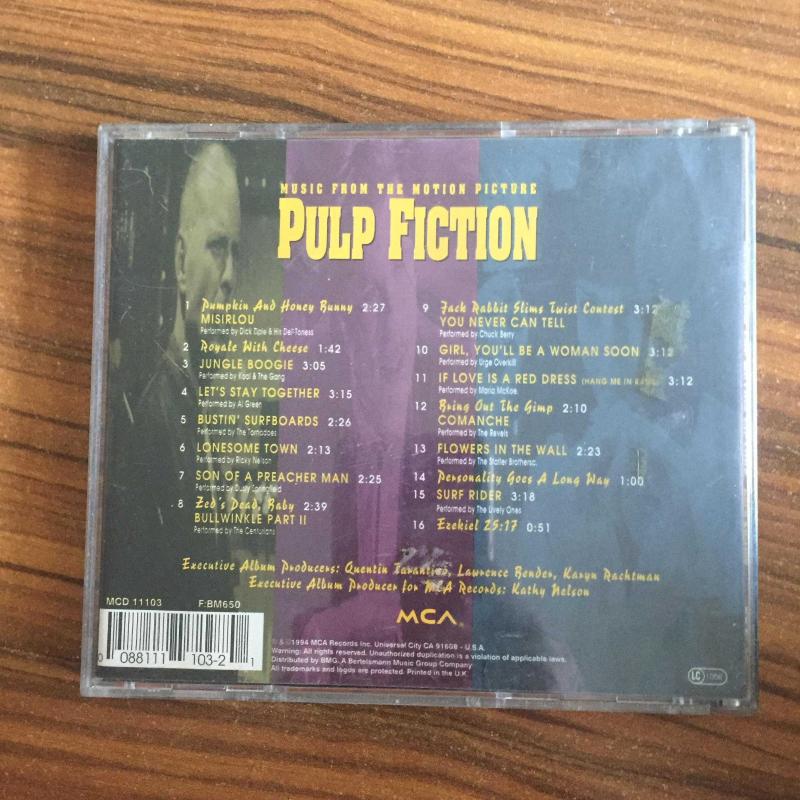 MUSIC FROM THE MOTION PICTURE
PULP FICTION
1 Pumpkin And Honey Bunny 2:27
MISIRLOU
Performed by Dick Dale & His Del-Toness
2 Royale With Cheese 1:42
3 JUNGLE BOOGIE 3:05
Performed by Kool & The Gang
4 LET'S STAY TOGETHER 3:15
Performed by Al Green
5 BUSTIN' SURFBOARDS 2:26
Performed by The Tornadoes
6 LONESOME TOWN 2:13
Performed by Ricky Nelson
7 SON OF A PREACHER MAN 2:25
Performed by Dusty Springfield
8 Zed's Dead, Baby 2:39
BULLWINKLE PART II
Performed by The Centurians
9 Jack Rabbit Slims Twist Contest 3:12
YOU NEVER CAN TELL
Performed by Chuck Berry
10 GIRL, YOU'LL BE A WOMAN SOON 3:12
Performed by Urge Overkill
11 IF LOVE IS A RED DRESS (HANG ME IN 3:12
Performed by Maria McKee
12 Bring Out The Gimp 2:10
COMANCHE
Performed by The Revels
13 FLOWERS IN THE WALL 2:23
Performed by The Statler Brothers
14 Personality Goes A Long Way 1:00
15 SURF RIDER 3:18
Performed by The Lively Ones
16 Ezekiel 25:17 0:51
Executive Album Producers: Quentin Tarantino, Lawrence Bender, Karyn Rachtman
Executive Album Producer for MCA Records: Kathy Nelson
MCA
MCD 11103 F:BM650
0 088111 103-2 1
©1994 MCA Records Inc. Universal City CA 91608 - U.S.A.
Warning: All rights reserved. Unauthorized duplication is a violation of applicable laws.
Distributed by BMG. A Bertelsmann Music Group Company
All trademarks and logos are protected. Printed in the U.K.
LC 1056